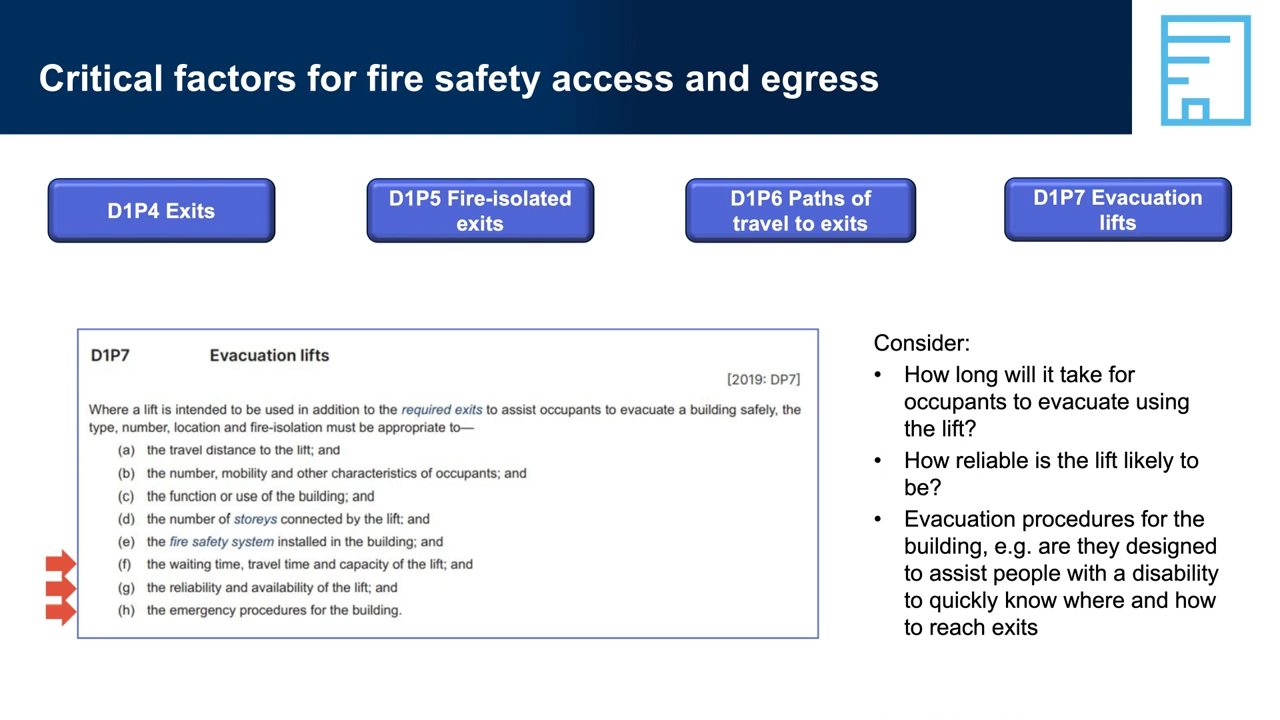 Critical factors for fire safety access and egress
D1P4 Exits
D1P5 Fire-isolated
exits
D1P6 Paths of
travel to exits
D1P7 Evacuation
lifts
D1P7 Evacuation lifts
[2019: DP7]
Where a lift is intended to be used in addition to the required exits to assist occupants to evacuate a building safely, the
type, number, location and fire-isolation must be appropriate to—
(a) the travel distance to the lift; and
(b) the number, mobility and other characteristics of occupants; and
(c) the function or use of the building; and
(d) the number of storeys connected by the lift; and
(e) the fire safety system installed in the building; and
(f) the waiting time, travel time and capacity of the lift; and
(g) the reliability and availability of the lift; and
(h) the emergency procedures for the building.
Consider:
• How long will it take for
occupants to evacuate using
the lift?
• How reliable is the lift likely to
be?
• Evacuation procedures for the
building, e.g. are they designed
to assist people with a disability
to quickly know where and how
to reach exits